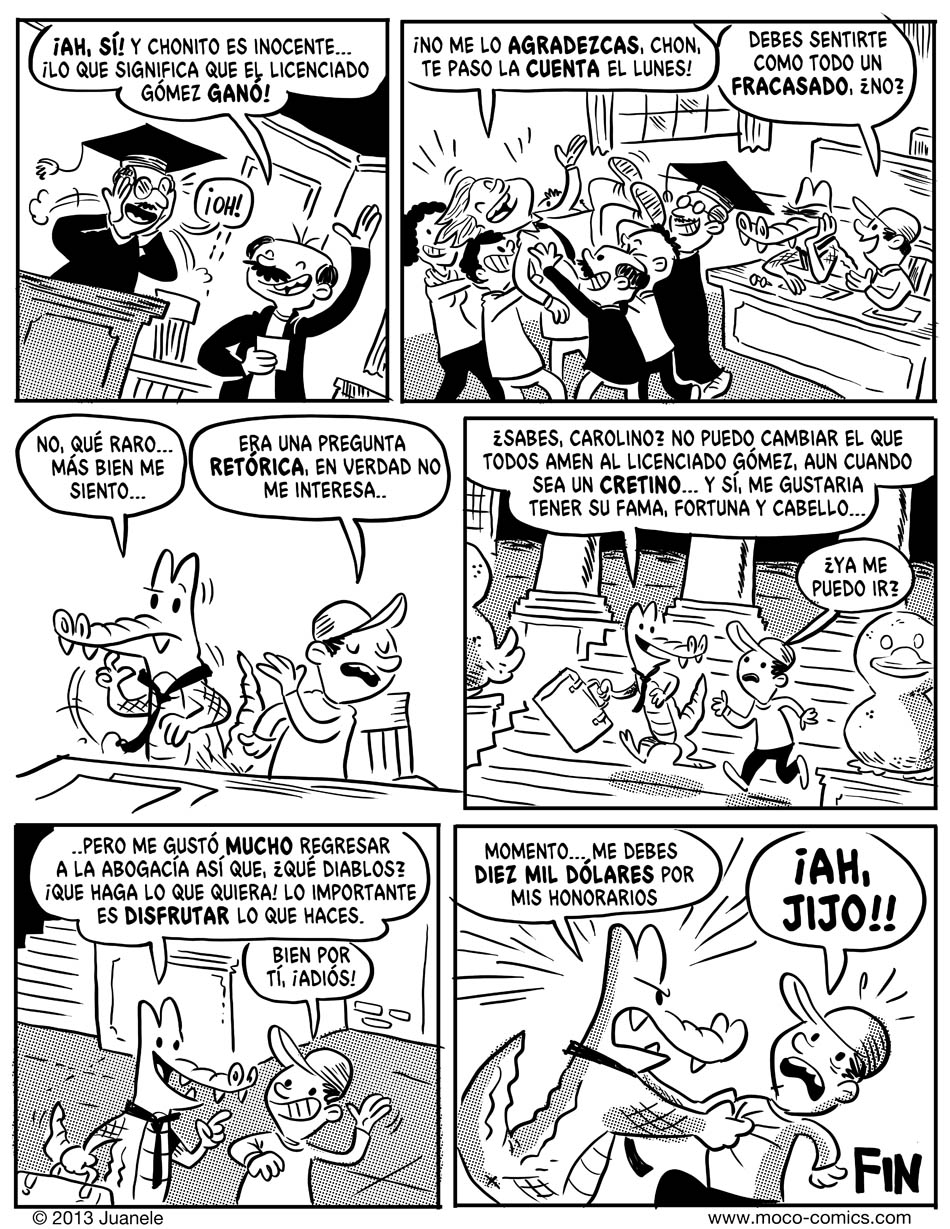 ¡AH, SÍ! Y CHONITO ES INOCENTE...
¡LO QUE SIGNIFICA QUE EL LICENCIADO
GÓMEZ GANÓ!
¡OH!
¡NO ME LO AGRADEZCAS, CHON,
TE PASO LA CUENTA EL LUNES!
DEBES SENTIRTE
COMO TODO UN
FRACASADO, ¿NO?
NO, QUÉ RARO...
MÁS BIEN ME
SIENTO...
ERA UNA PREGUNTA
RETÓRICA, EN VERDAD NO
ME INTERESA..
¿SABES, CAROLINO? NO PUEDO CAMBIAR EL QUE
TODOS AMEN AL LICENCIADO GÓMEZ, AUN CUANDO
SEA UN CRETINO... Y SÍ, ME GUSTARIA
TENER SU FAMA, FORTUNA Y CABELLO...
¿YA ME
PUEDO IR?
..PERO ME GUSTÓ MUCHO REGRESAR
A LA ABOGACÍA ASÍ QUE, ¿QUÉ DIABLOS?
¡QUE HAGA LO QUE QUIERA! LO IMPORTANTE
ES DISFRUTAR LO QUE HACES.
BIEN POR
TÍ, ¡ADIÓS!
MOMENTO... ME DEBES
DIEZ MIL DÓLARES POR
MIS HONORARIOS
¡AH,
JIJO!!
FIN
© 2013 Juanele
www.moco-comics.com